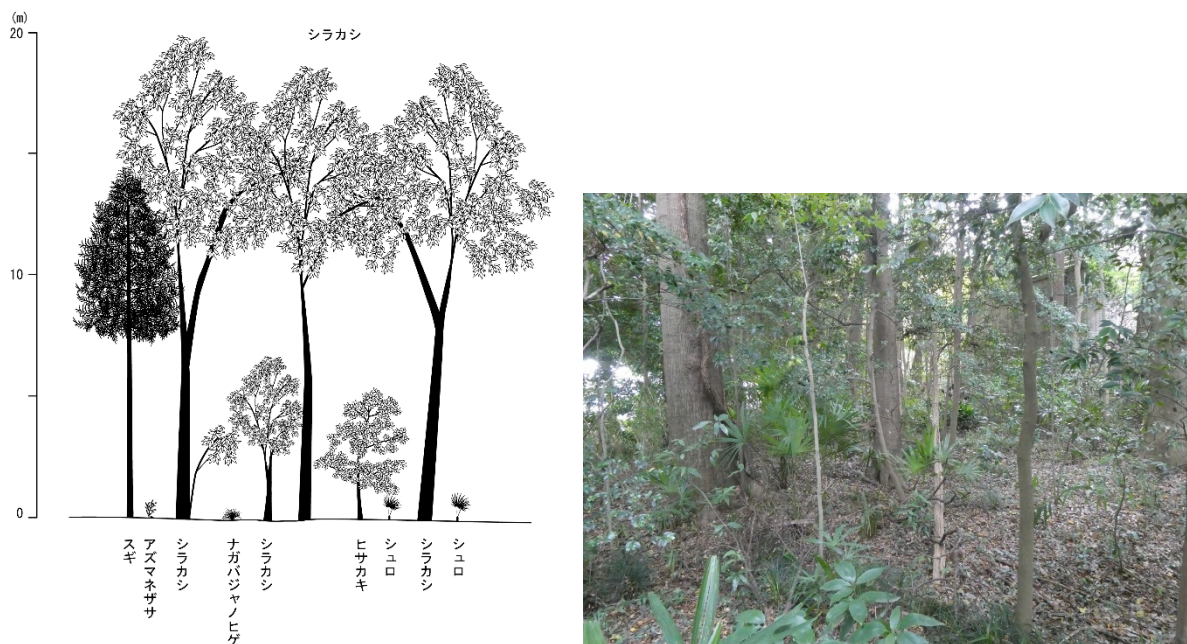 (m)
20
シラカシ
10
0
スギ
アズマネザサ
シラカシ
ナガバジャノヒゲ
シラカシ
ヒサカキ
シュロ
シラカシ
シュロ